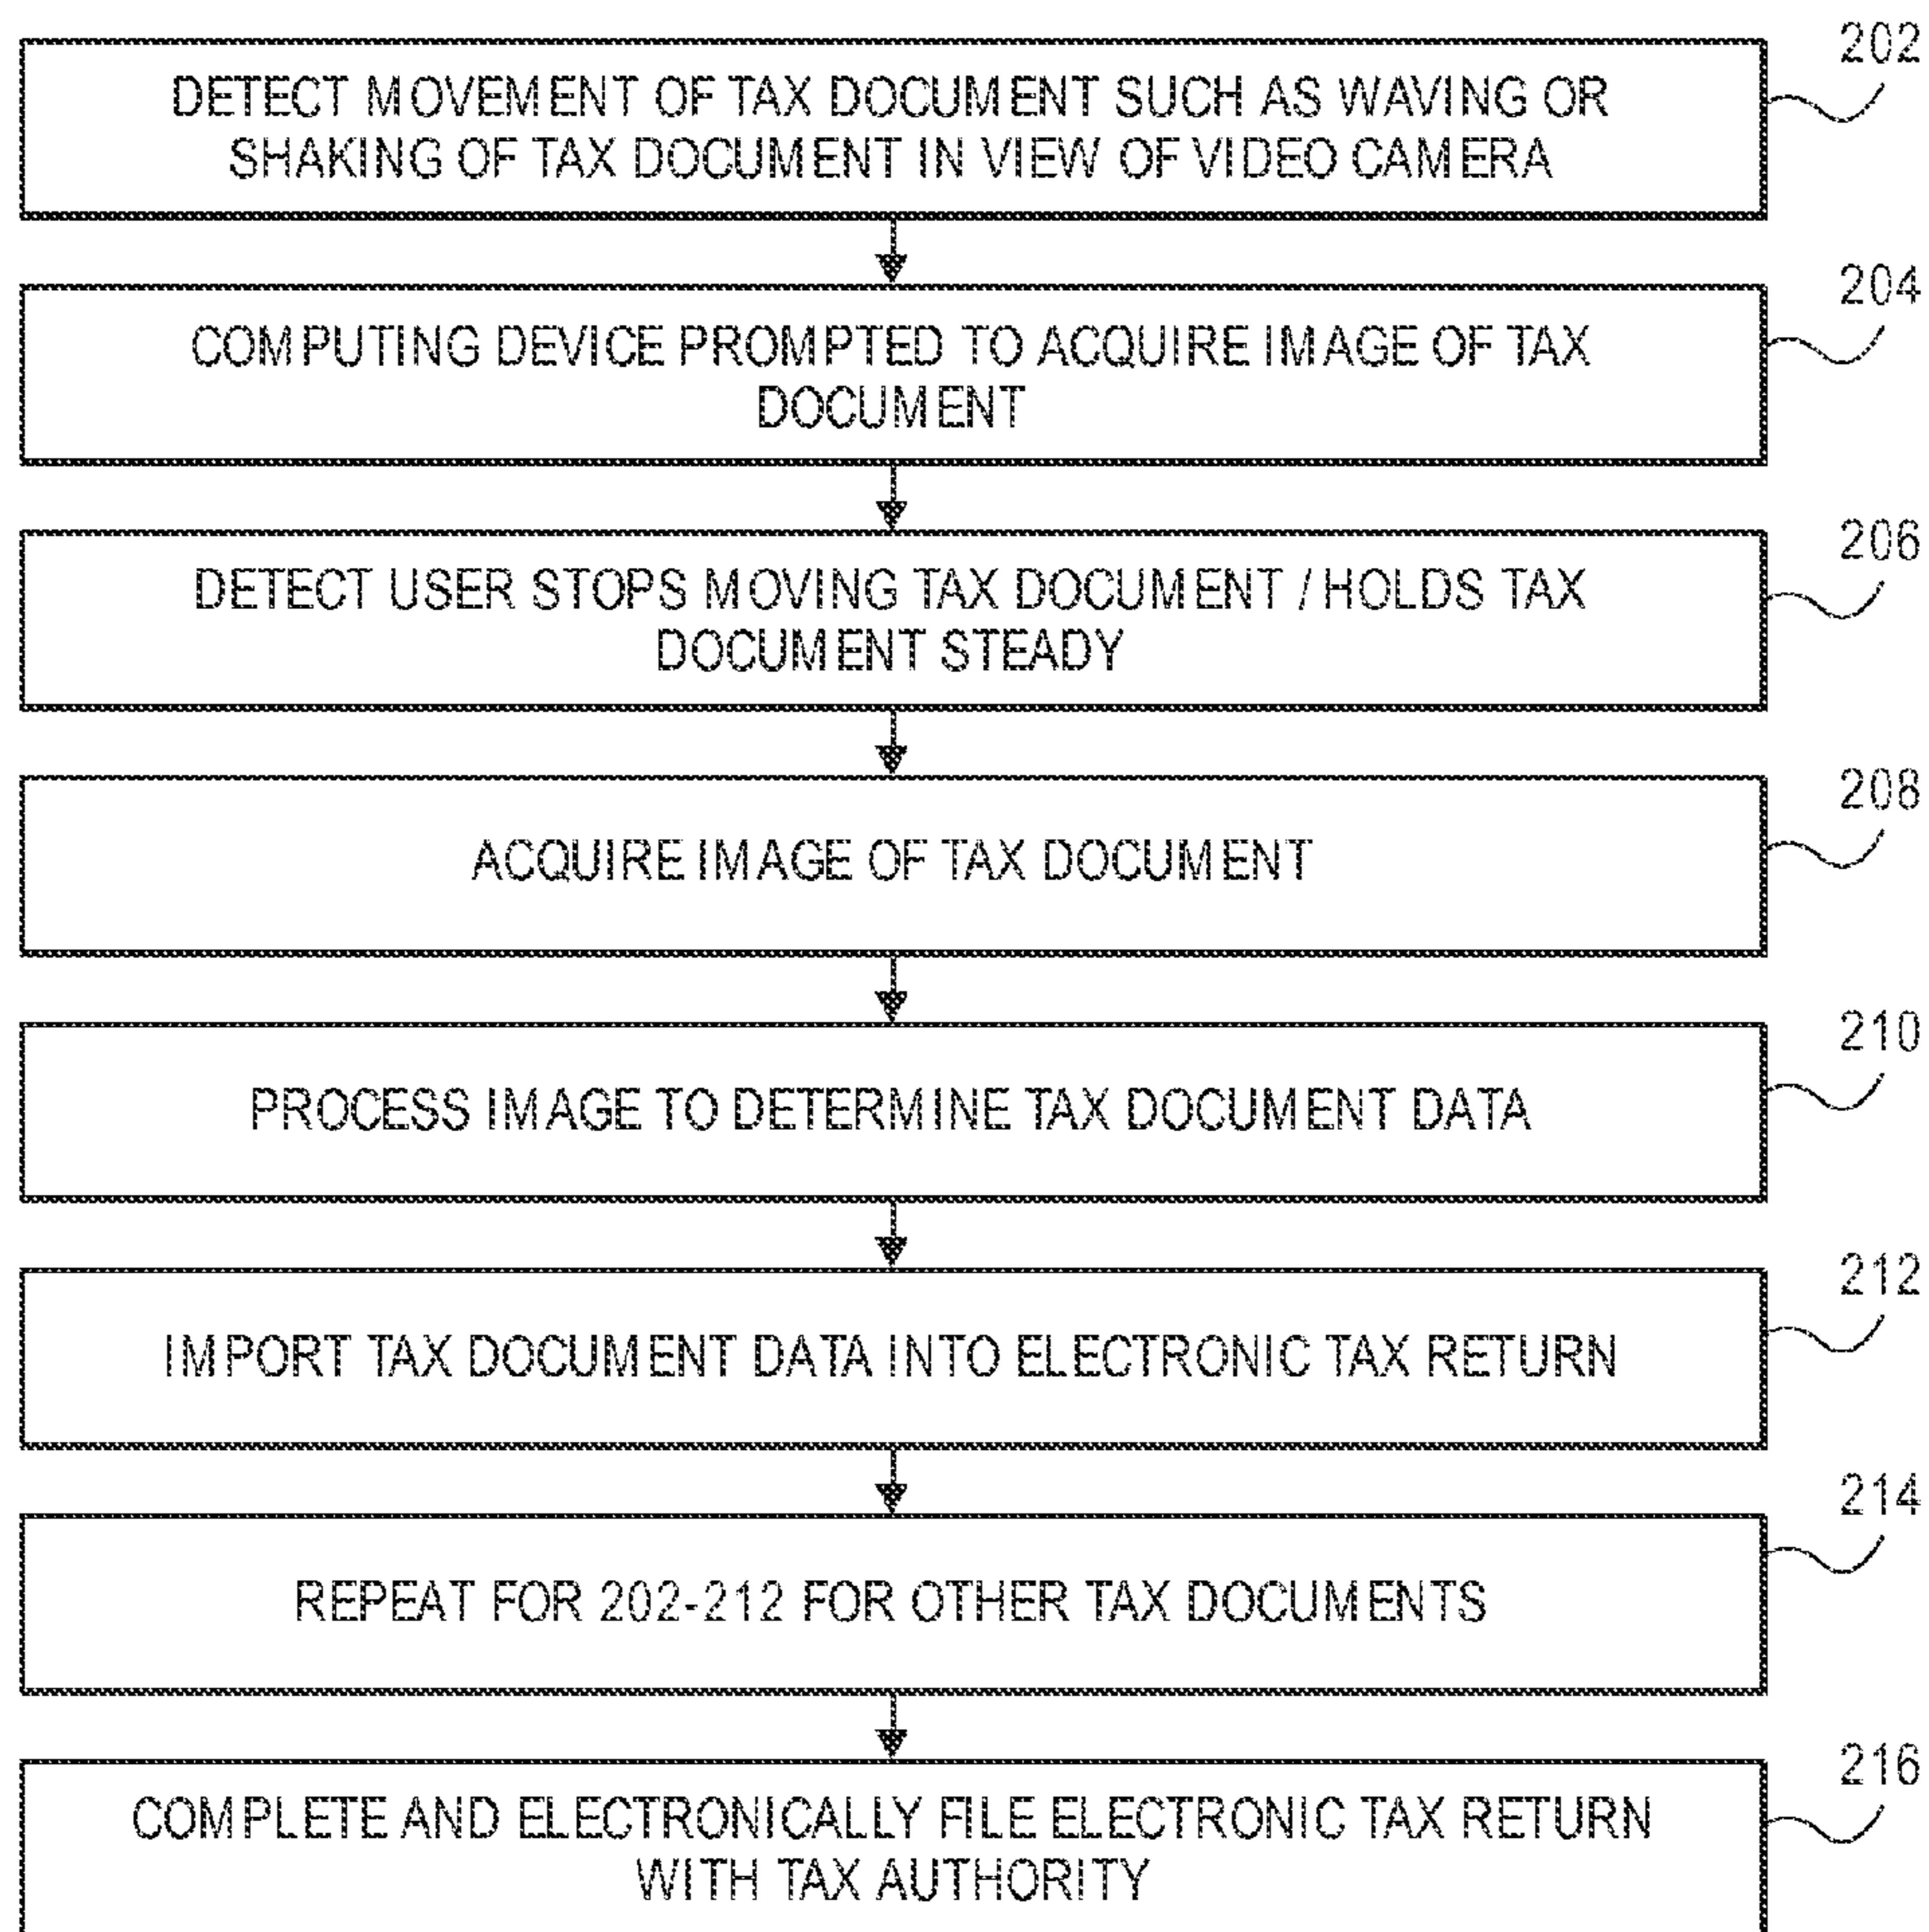 202
DETECT MOVEMENT OF TAX DOCUMENT SUCH AS WAVING OR
SHAKING OF TAX DOCUMENT IN VIEW OF VIDEO CAMERA
204
COMPUTING DEVICE PROMPTED TO ACQUIRE IMAGE OF TAX
DOCUMENT
206
DETECT USER STOPS MOVING TAX DOCUMENT / HOLDS TAX
DOCUMENT STEADY
208
ACQUIRE IMAGE OF TAX DOCUMENT
210
PROCESS IMAGE TO DETERMINE TAX DOCUMENT DATA
212
IMPORT TAX DOCUMENT DATA INTO ELECTRONIC TAX RETURN
214
REPEAT FOR 202-212 FOR OTHER TAX DOCUMENTS
216
COMPLETE AND ELECTRONICALLY FILE ELECTRONIC TAX RETURN
WITH TAX AUTHORITY